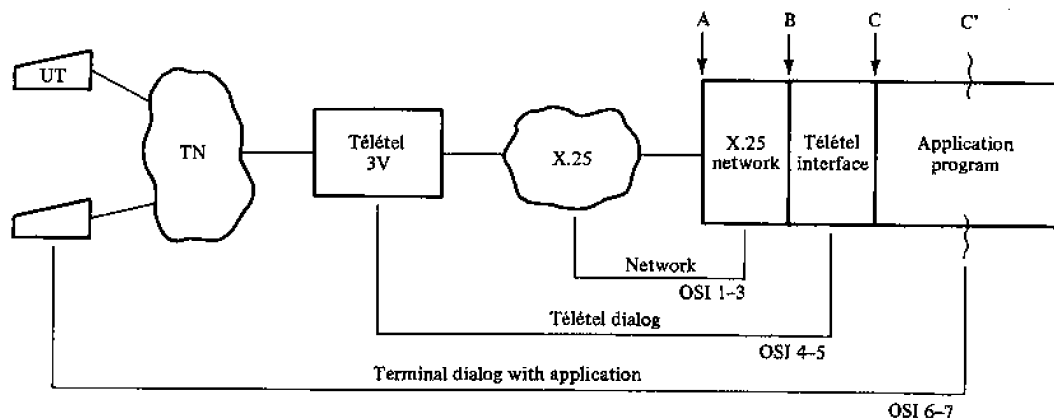 A B C C'
UT
TN
Télétel
3V
X.25
X.25
network
Télétel
interface
Application
program
Network
OSI 1–3
Télétel dialog
OSI 4–5
Terminal dialog with application
OSI 6–7